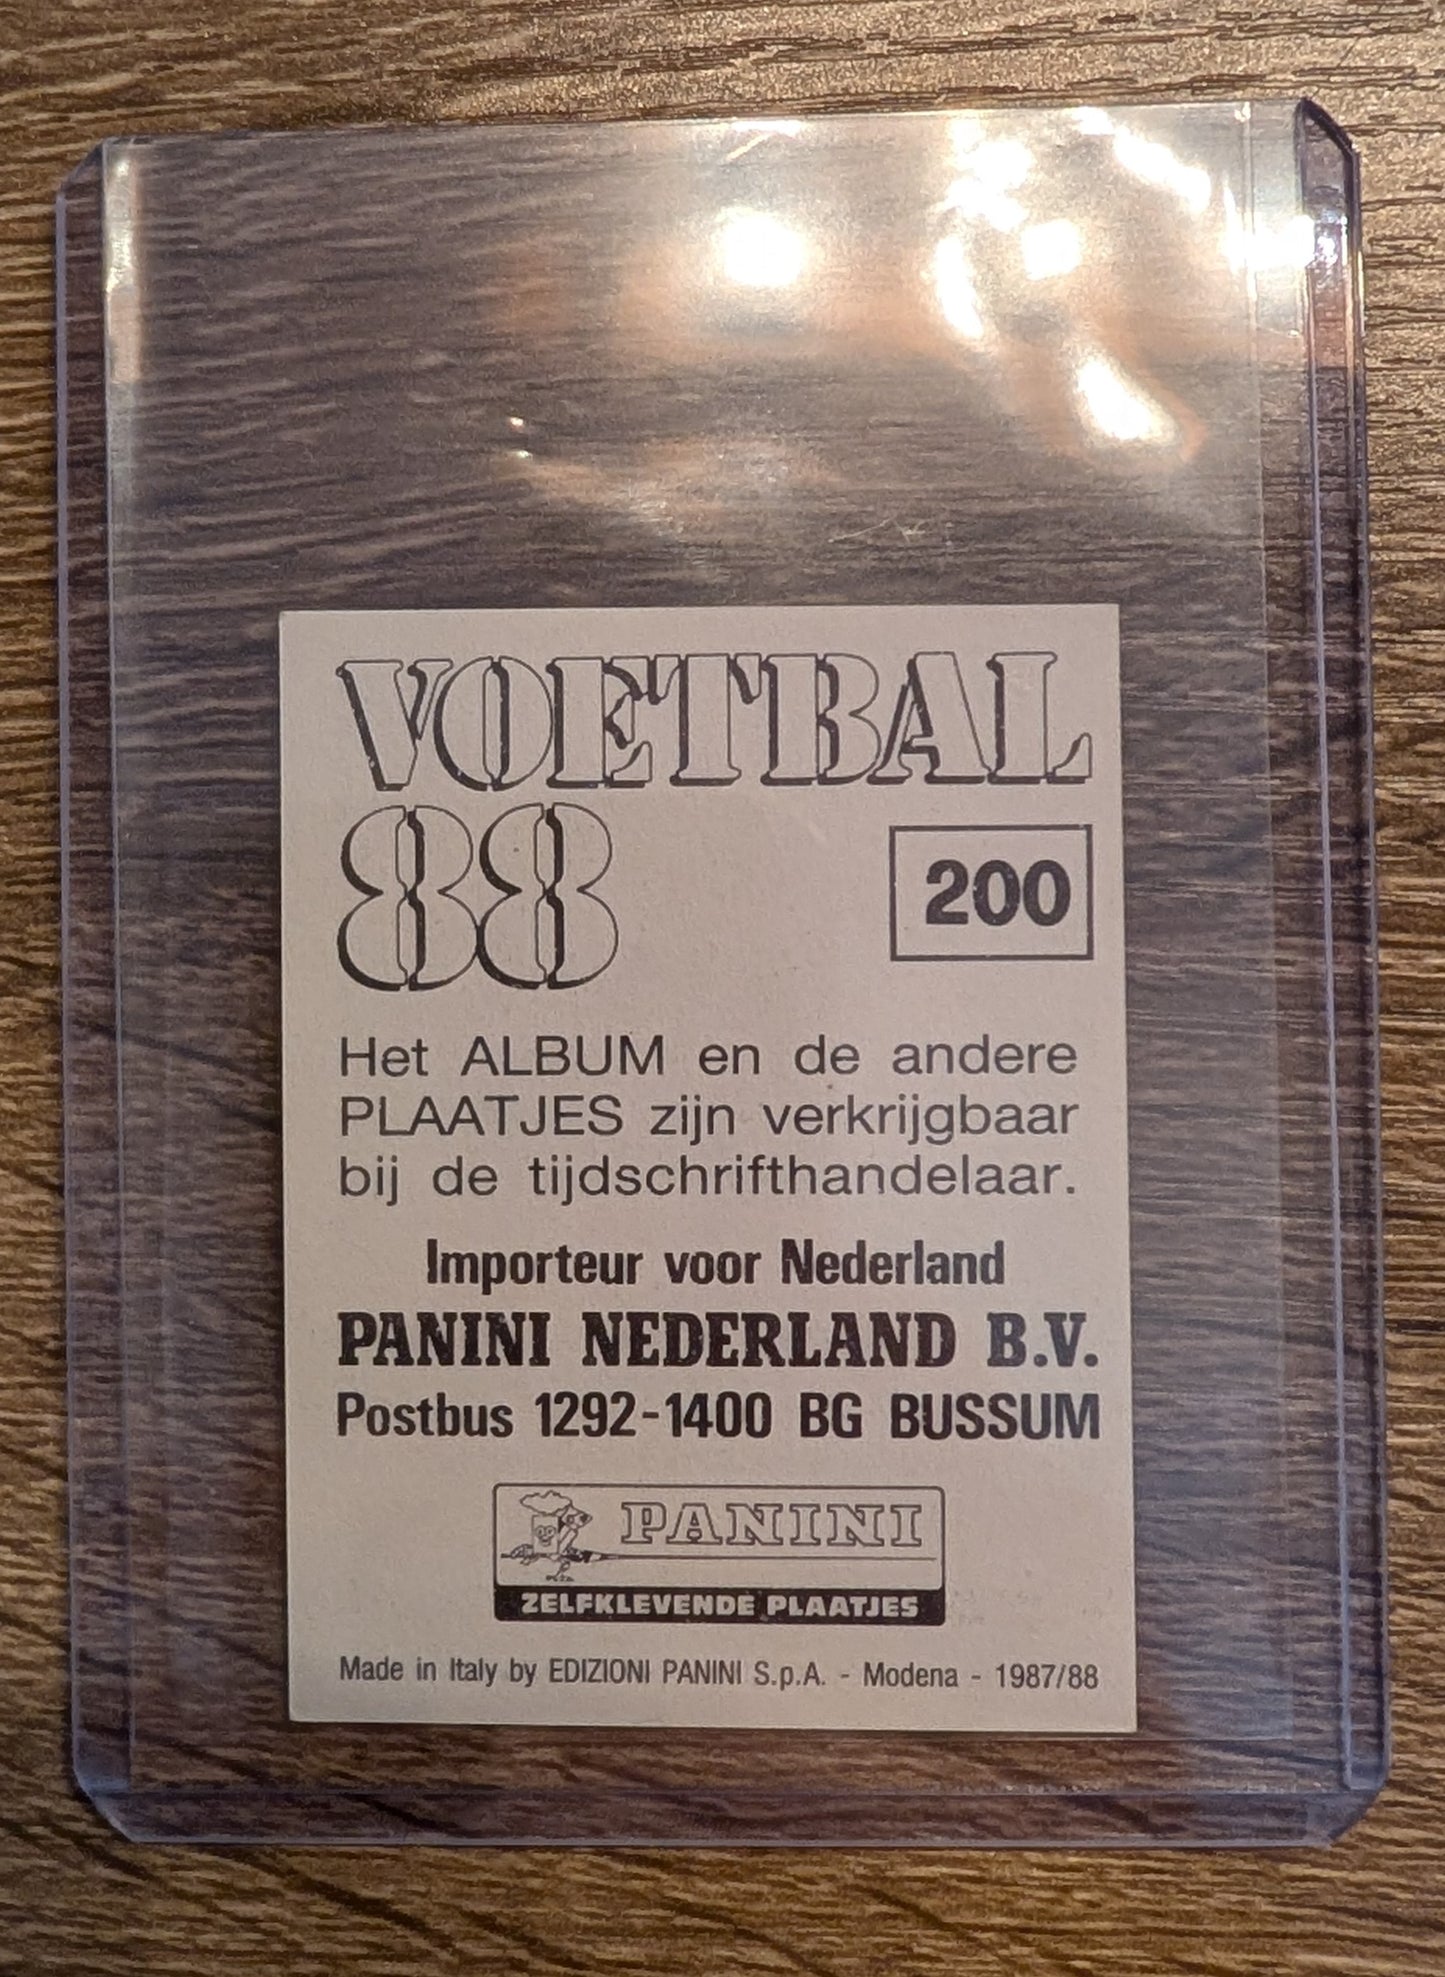 VOETBAL
88
200
Het ALBUM en de andere
PLAATJES zijn verkrijgbaar
bij de tijdschrifthandelaar.
Importeur voor Nederland
PANINI NEDERLAND B.V.
Postbus 1292-1400 BG BUSSUM
PANINI
ZELFKLEVENDE PLAATJES
Made in Italy by EDIZIONI PANINI S.p.A. - Modena - 1987/88